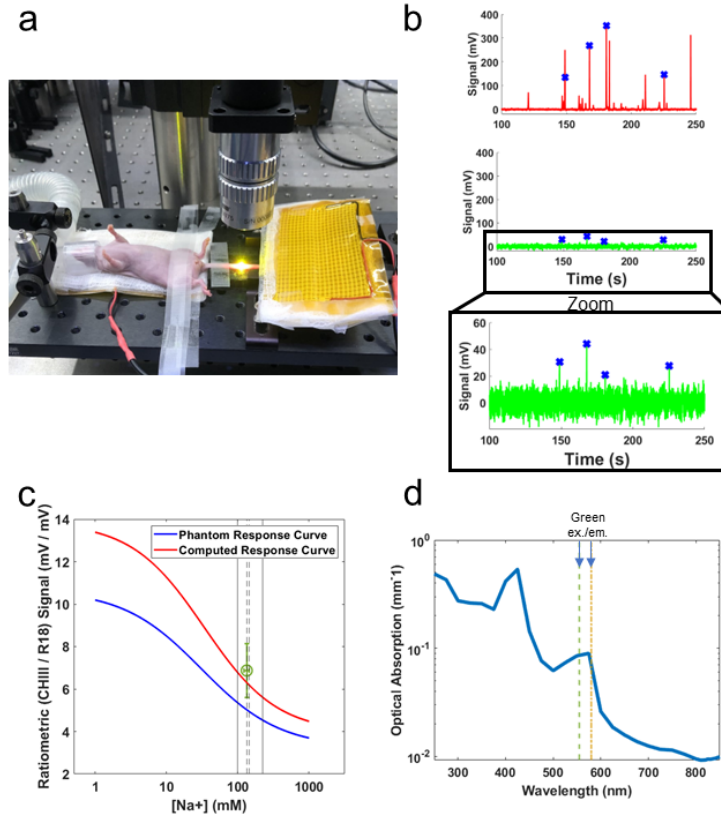 a
b
Signal (mV)
400
300
200
100
0
100
150
200
250
Signal (mV)
400
300
200
100
0
100
150
200
250
Time (s)
Zoom
Signal (mV)
60
40
20
0
100
150
200
250
Time (s)
c
Ratiometric (CHIII / R18) Signal (mV / mV)
14
12
10
8
6
4
2
Phantom Response Curve
Computed Response Curve
1
10
100
1000
[Na+] (mM)
d
Green
ex./em.
Optical Absorption (mm⁻¹)
10⁰
10⁻¹
10⁻²
300
400
500
600
700
800
Wavelength (nm)